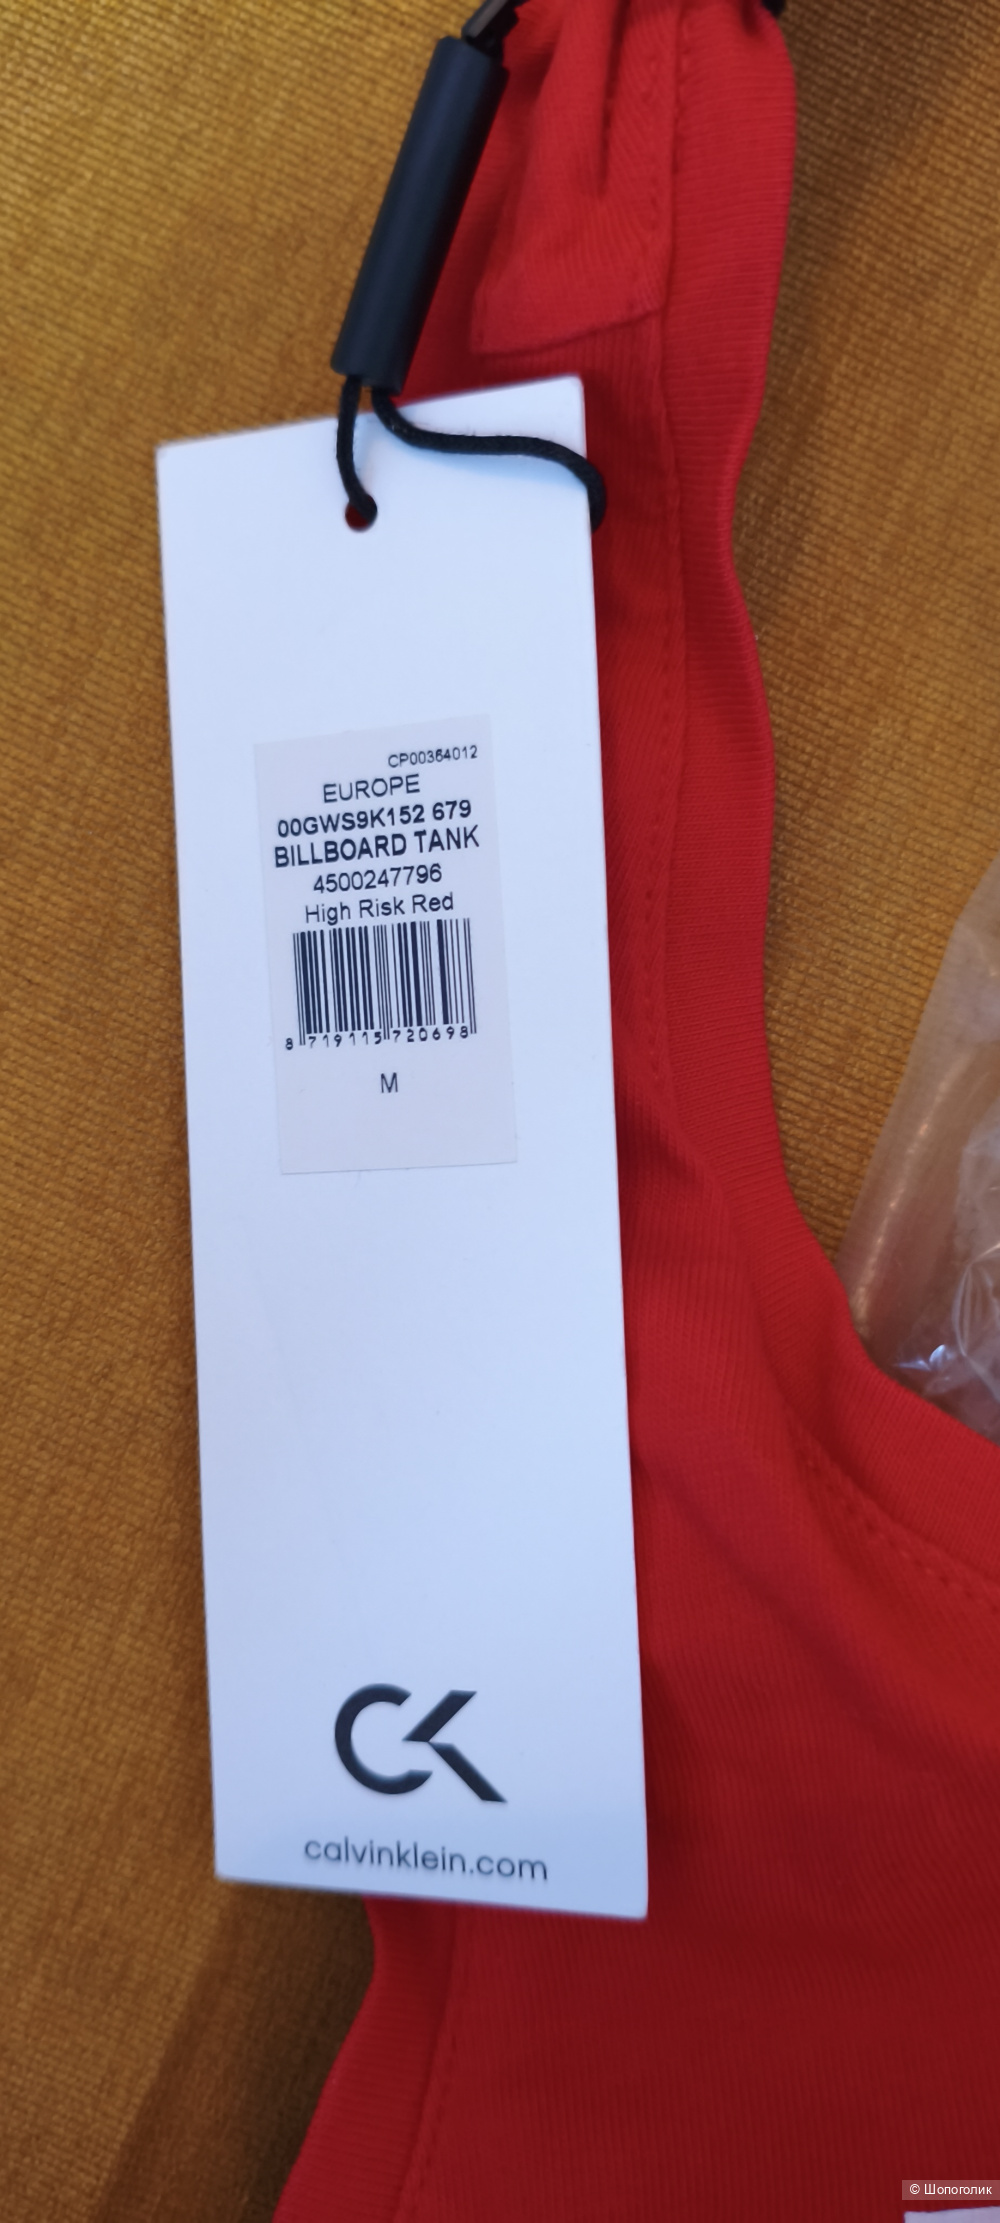 CP00364012
EUROPE
00GWS9K152 679
BILLBOARD TANK
4500247796
High Risk Red
8 719115 720698
M
CK
calvinklein.com
© Шопоголик